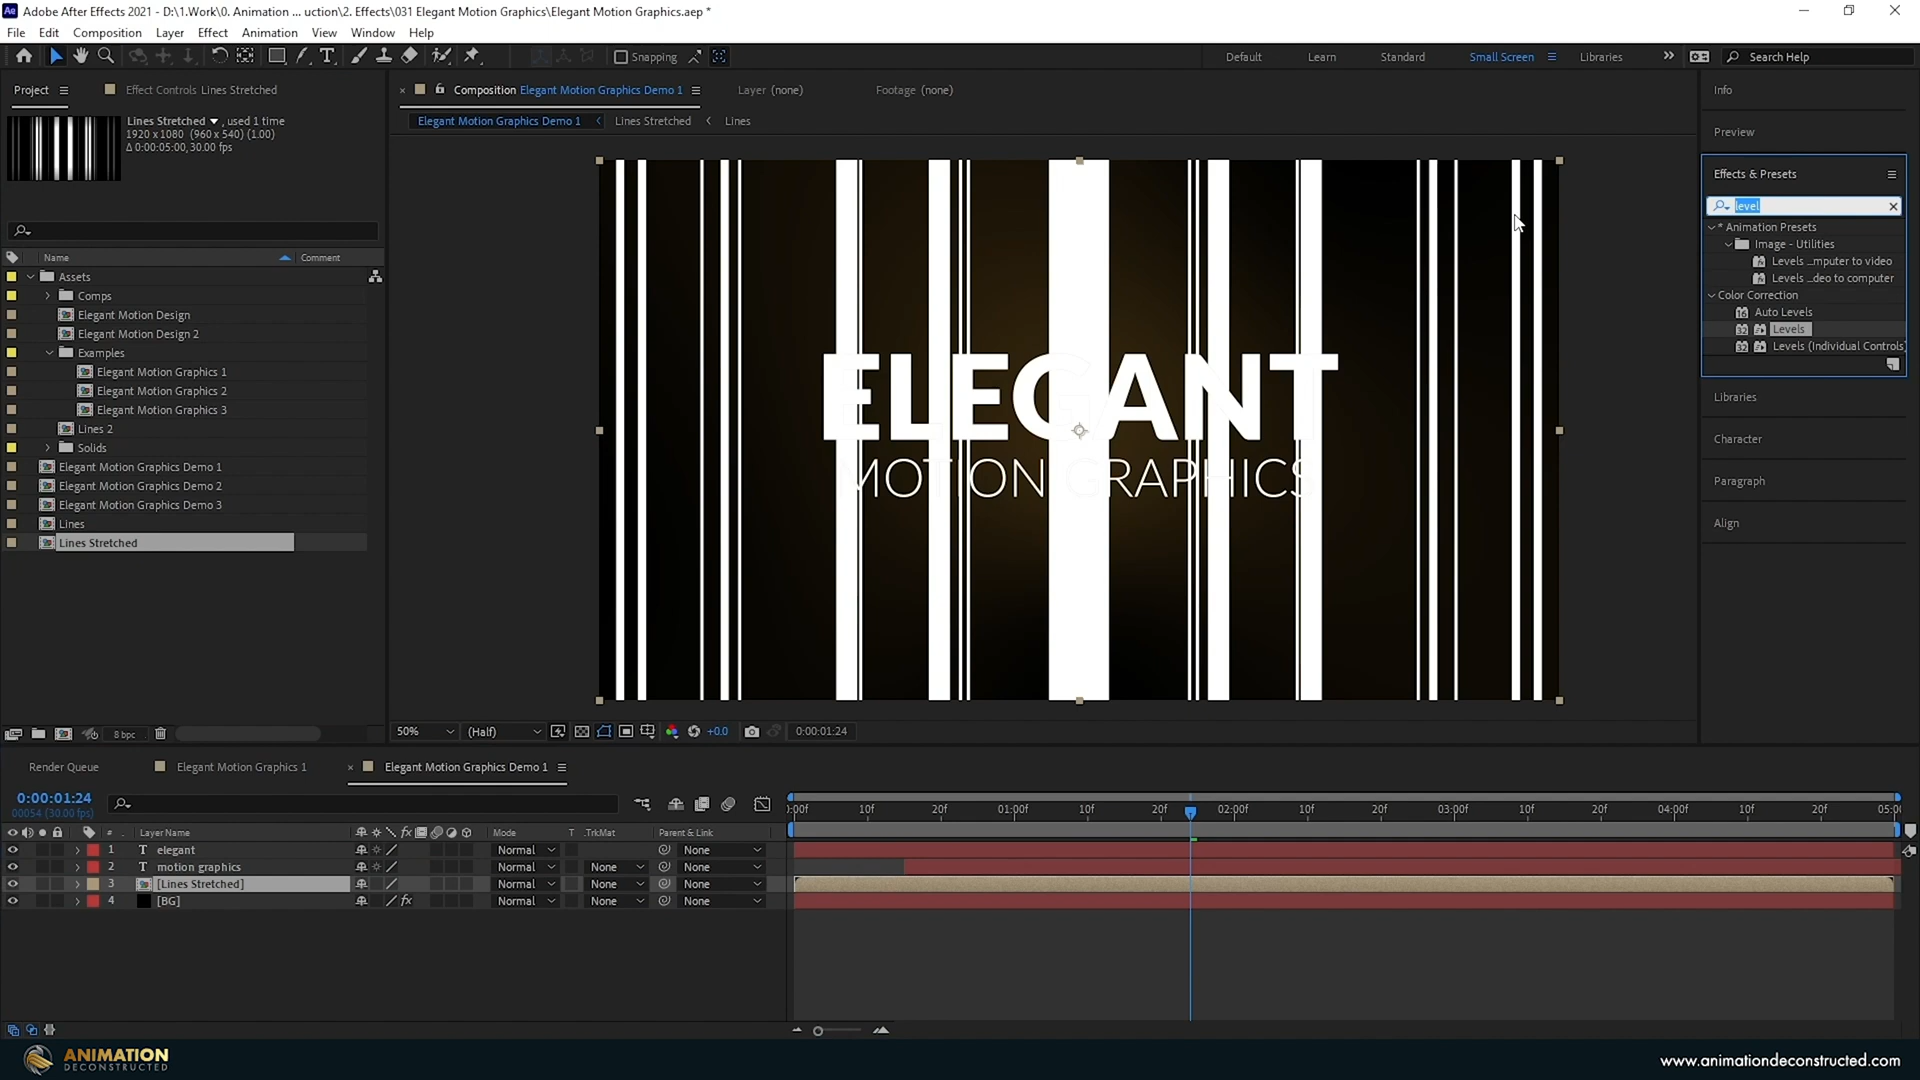 Adobe After Effects 2021 - D:\1.Work\0. Animation ... uction\2. Effects\031 Elegant Motion Graphics\Elegant Motion Graphics.aep *
File Edit Composition Layer Effect Animation View Window Help
Snapping
Default Learn Standard Small Screen Libraries
Search Help
Project
Effect Controls Lines Stretched
Composition Elegant Motion Graphics Demo 1
Layer (none)
Footage (none)
Info
Lines Stretched , used 1 time
1920 x 1080 (960 x 540) (1.00)
Δ 0:00:05:00, 30.00 fps
Elegant Motion Graphics Demo 1 Lines Stretched Lines
Preview
Effects & Presets
level
* Animation Presets
Image - Utilities
Levels ...mputer to video
Levels ...deo to computer
Color Correction
Auto Levels
Levels
Levels (Individual Controls)
Libraries
Character
Paragraph
Align
Name Comment
Assets
Comps
Elegant Motion Design
Elegant Motion Design 2
Examples
Elegant Motion Graphics 1
Elegant Motion Graphics 2
Elegant Motion Graphics 3
Lines 2
Solids
Elegant Motion Graphics Demo 1
Elegant Motion Graphics Demo 2
Elegant Motion Graphics Demo 3
Lines
Lines Stretched
ELEGANT
MOTION GRAPHICS
8 bpc
50% (Half) +0.0 0:00:01:24
Render Queue
Elegant Motion Graphics 1
Elegant Motion Graphics Demo 1
0:00:01:24
00054 (30.00 fps)
:00f 10f 20f 01:00f 10f 20f 02:00f 10f 20f 03:00f 10f 20f 04:00f 10f 20f 05:00
# Layer Name fx Mode T .TrkMat Parent & Link
1 T elegant Normal None
2 T motion graphics Normal None None
3 [Lines Stretched] Normal None None
4 [BG] fx Normal None None
ANIMATION
DECONSTRUCTED
www.animationdeconstructed.com